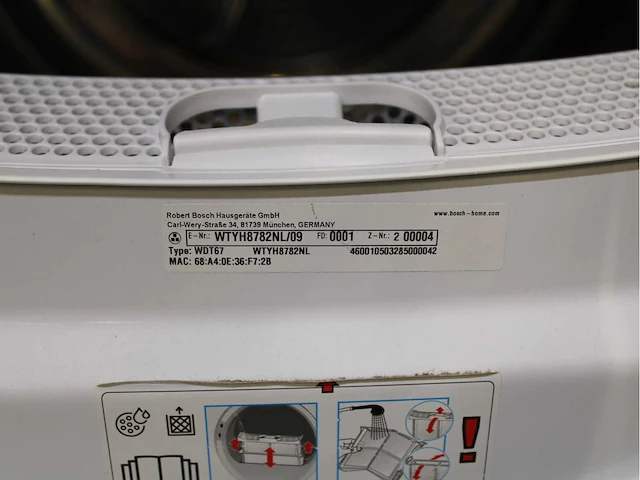 Robert Bosch Hausgeräte GmbH www.bosch-home.com
Carl-Wery-Straße 34, 81739 München, GERMANY
E-Nr.: WTYH8782NL/09 FD: 0001 Z-Nr.: 2 00004
Type: WDT67 WTYH8782NL 460010503285000042
MAC: 68:A4:0E:36:F7:2B